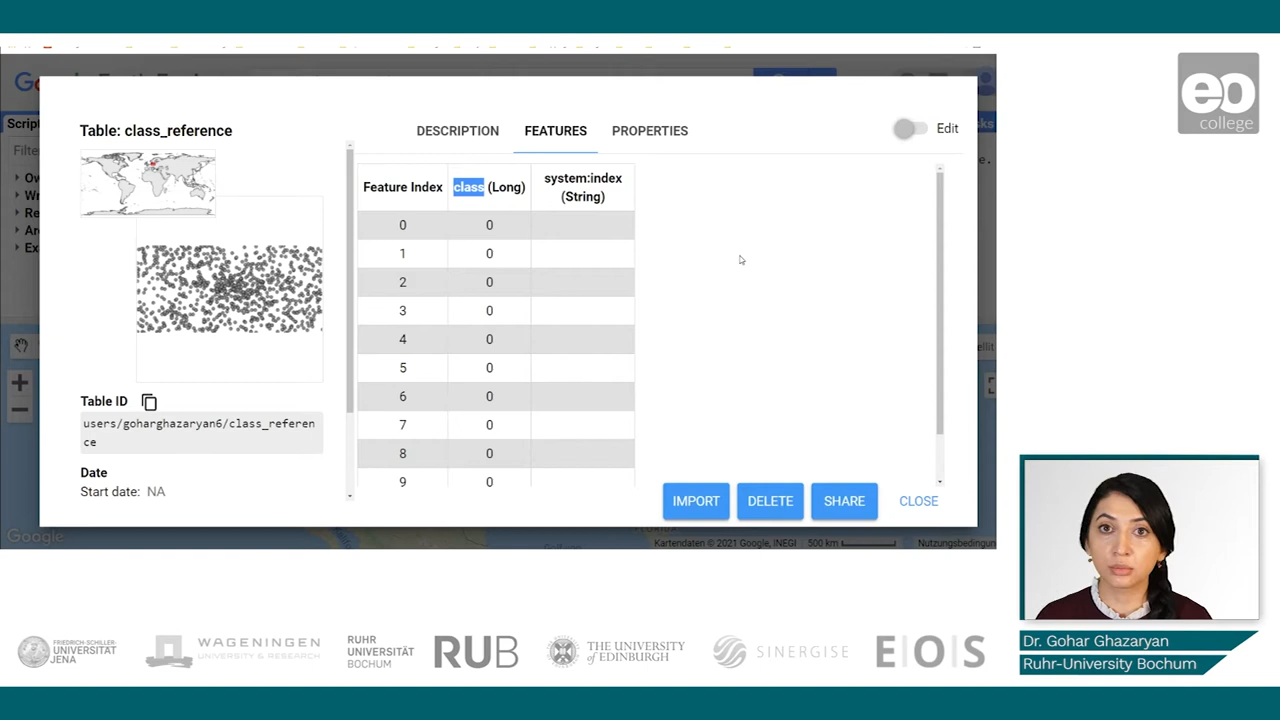 eo
college
Table: class_reference
DESCRIPTION
FEATURES
PROPERTIES
Edit
Feature Index
class (Long)
system:index
(String)
0 0
1 0
2 0
3 0
4 0
5 0
6 0
7 0
8 0
9 0
Table ID
users/goharghazaryan6/class_referen
ce
Date
Start date: NA
IMPORT
DELETE
SHARE
CLOSE
Google
Kartendaten © 2021 Google, INEGI
500 km
Nutzungsbedingun
Dr. Gohar Ghazaryan
Ruhr-University Bochum
FRIEDRICH-SCHILLER-
UNIVERSITÄT
JENA
WAGENINGEN
UNIVERSITY & RESEARCH
RUHR
UNIVERSITÄT
BOCHUM
RUB
THE UNIVERSITY
of EDINBURGH
SINERGISE
E|O|S